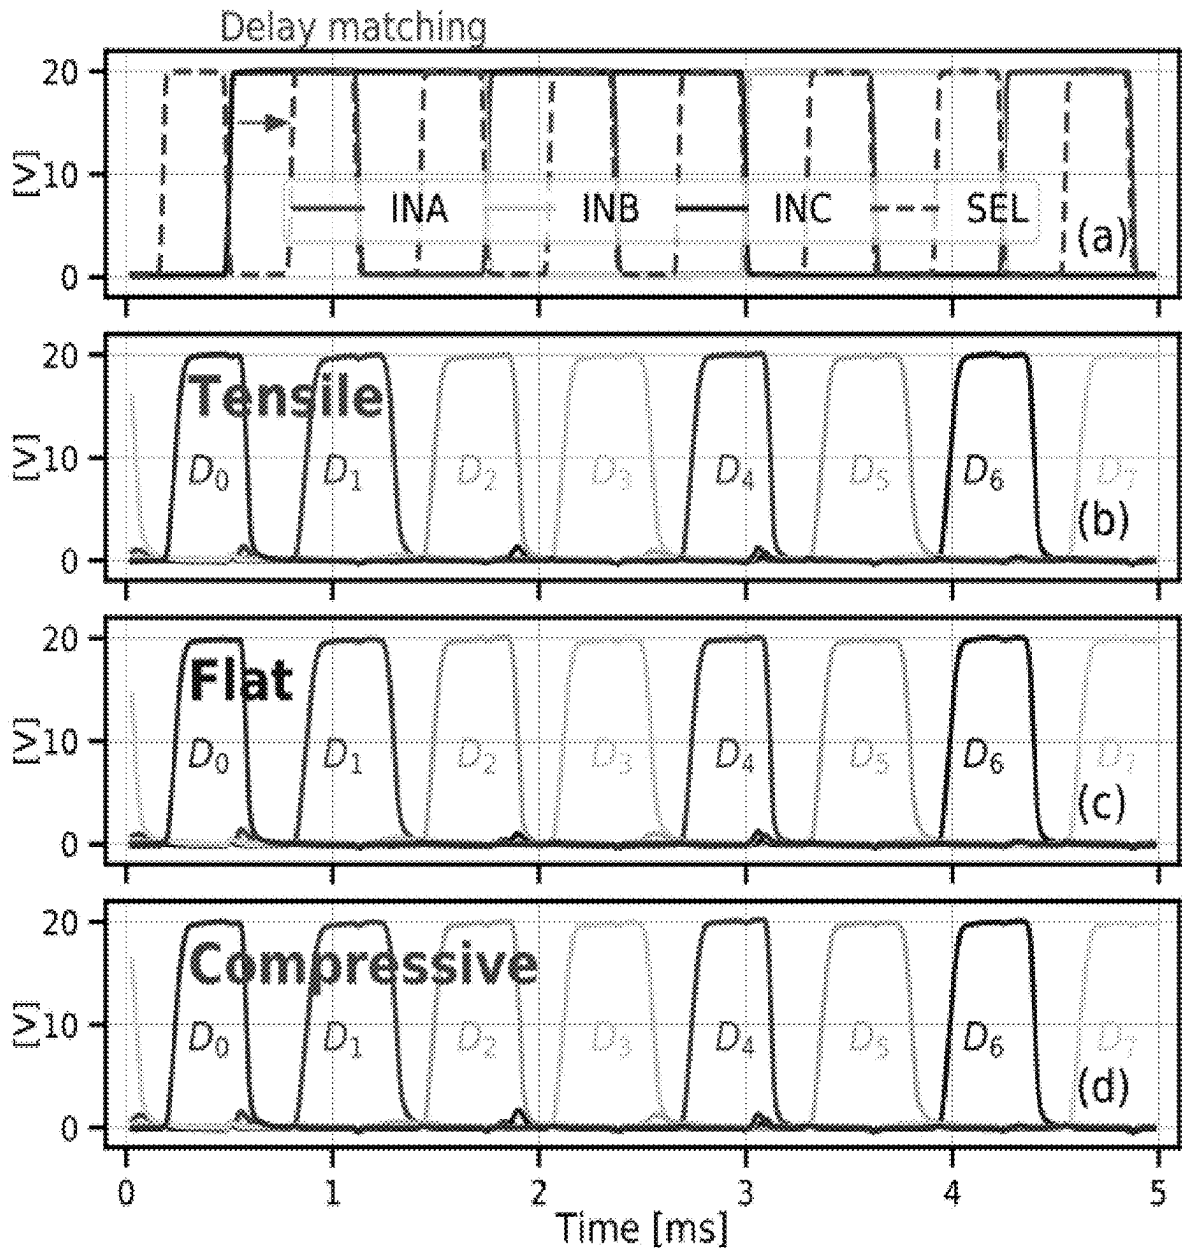 Delay matching
20
10
0
[V]
INA INB INC SEL
(a)
20
10
0
[V]
Tensile
D0 D1 D2 D3 D4 D5 D6 D7
(b)
20
10
0
[V]
Flat
D0 D1 D2 D3 D4 D5 D6 D7
(c)
20
10
0
[V]
Compressive
D0 D1 D2 D3 D4 D5 D6 D7
(d)
0 1 2 3 4 5
Time [ms]